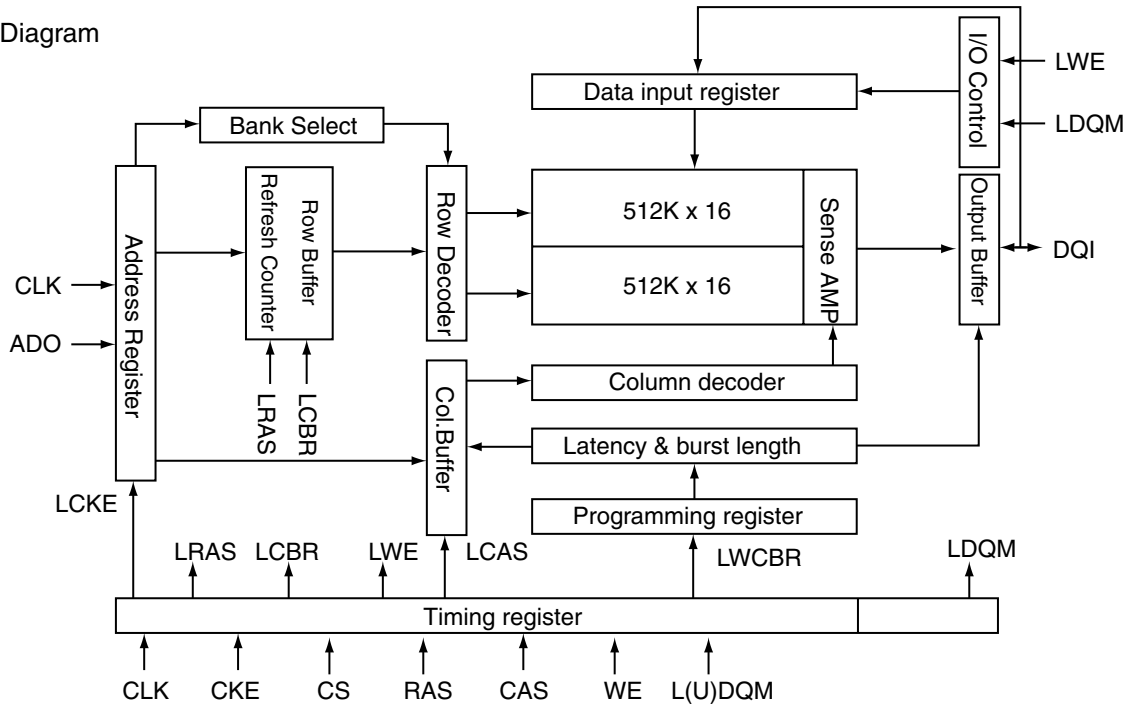 Diagram
I/O Control
LWE
LDQM
Data input register
Bank Select
Address Register
Refresh Counter
Row Buffer
Row Decoder
512K x 16
512K x 16
Sense AMP
Output Buffer
DQI
CLK
ADO
LRAS
LCBR
Col.Buffer
Column decoder
Latency & burst length
Programming register
LCKE
LRAS
LCBR
LWE
LCAS
LWCBR
LDQM
Timing register
CLK
CKE
CS
RAS
CAS
WE
L(U)DQM